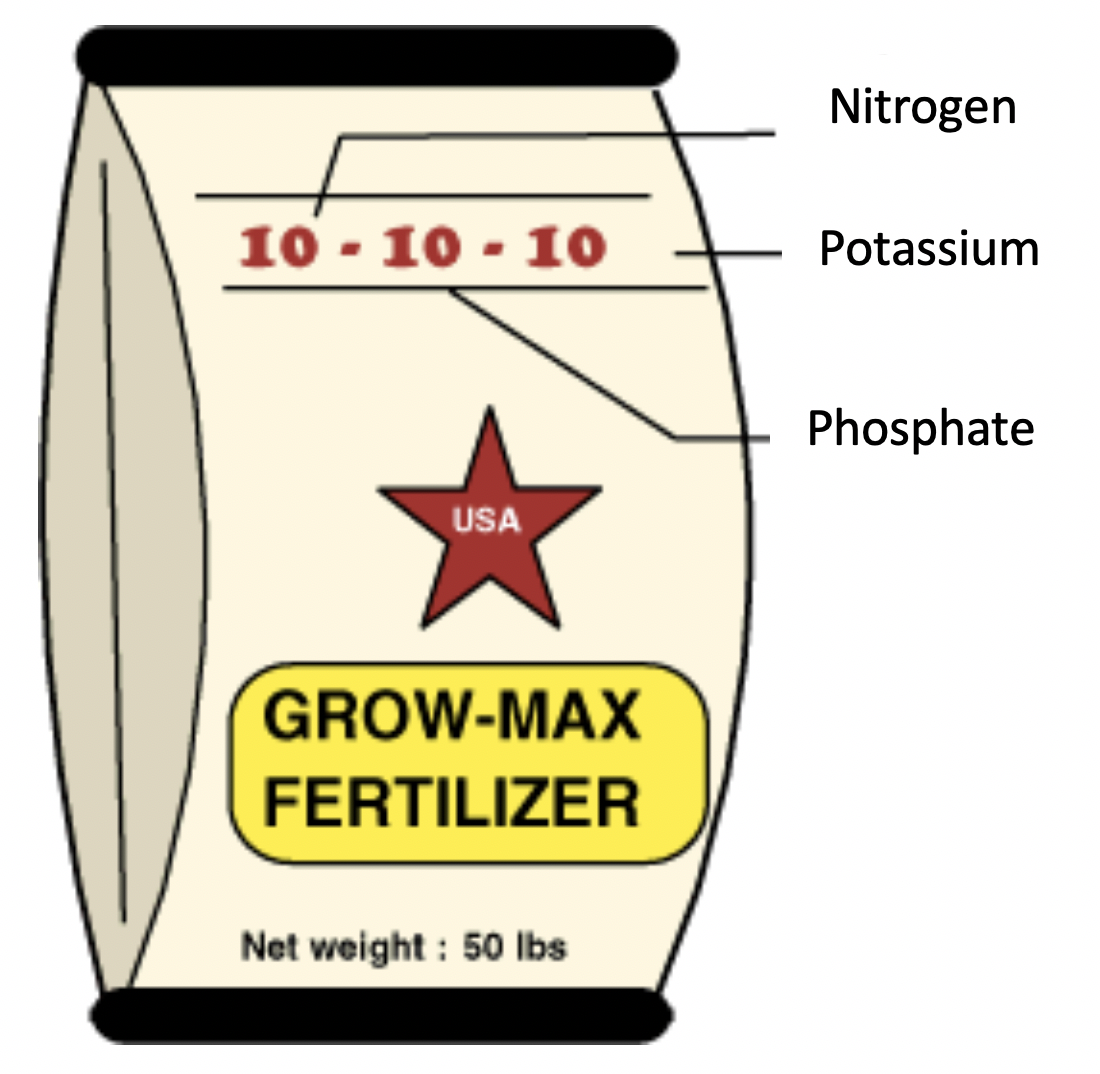 Nitrogen
10 - 10 - 10
Potassium
Phosphate
USA
GROW-MAX
FERTILIZER
Net weight : 50 lbs